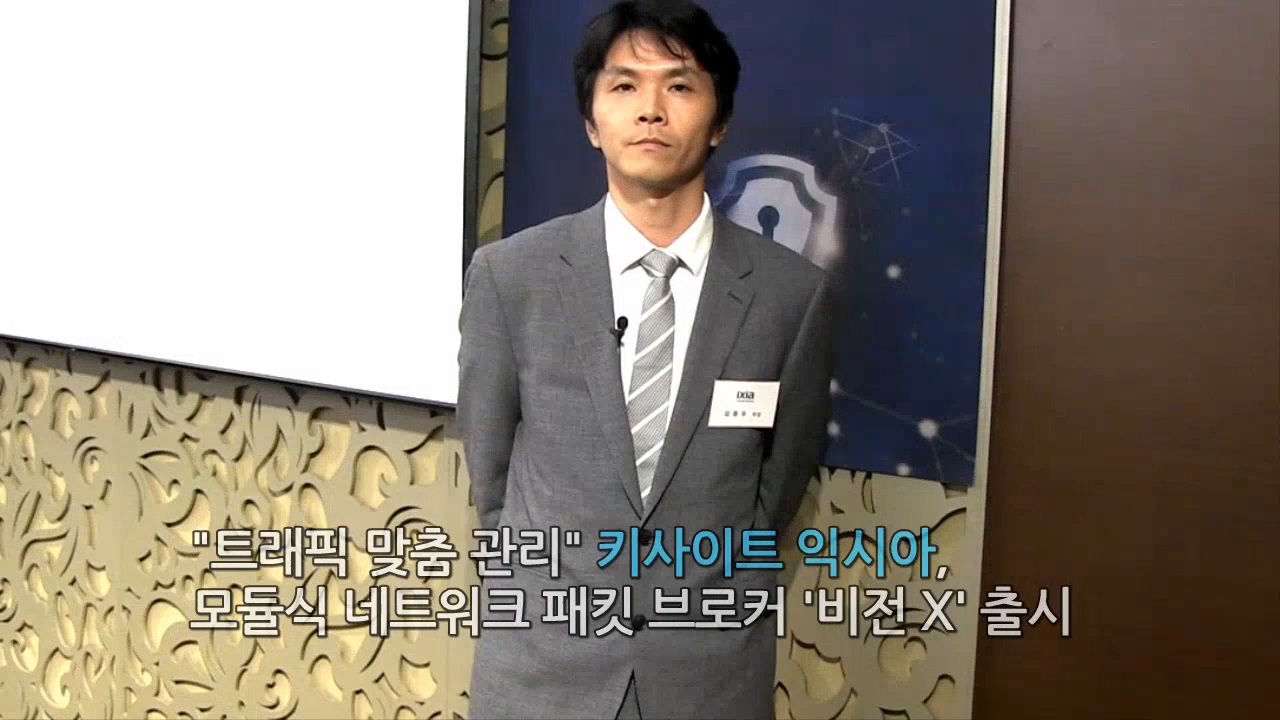 ixia
"트래픽 맞춤 관리" 키사이트 익시아,
모듈식 네트워크 패킷 브로커 '비전 X' 출시